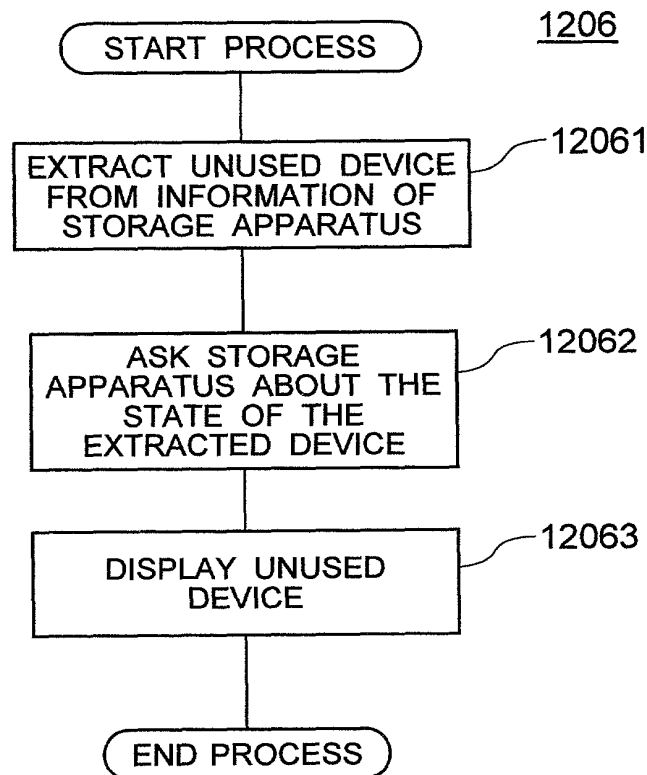 1206
START PROCESS
12061
EXTRACT UNUSED DEVICE
FROM INFORMATION OF
STORAGE APPARATUS
12062
ASK STORAGE
APPARATUS ABOUT THE
STATE OF THE
EXTRACTED DEVICE
12063
DISPLAY UNUSED
DEVICE
END PROCESS